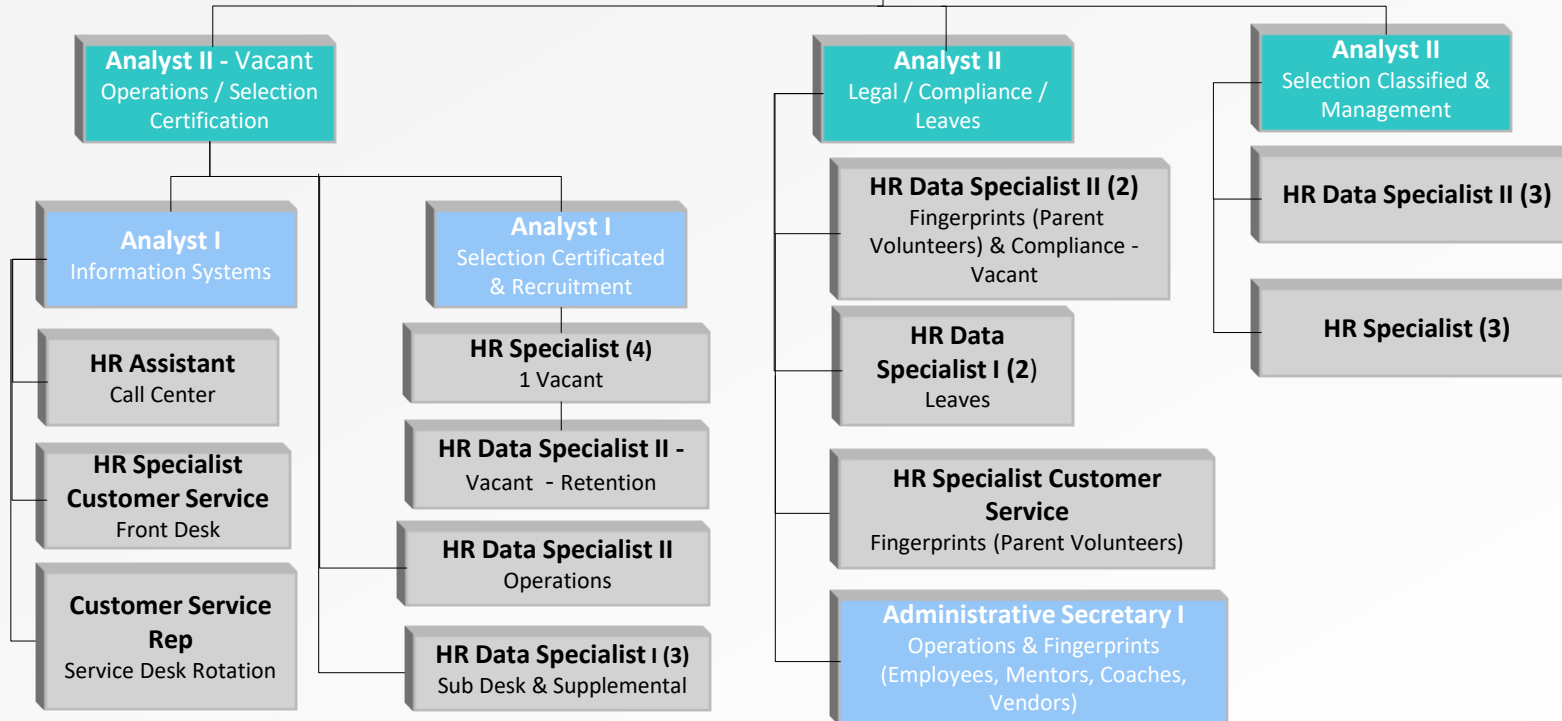 Analyst II - Vacant
Operations / Selection
Certification
Analyst II
Legal / Compliance /
Leaves
Analyst II
Selection Classified &
Management
Analyst I
Information Systems
HR Assistant
Call Center
HR Specialist
Customer Service
Front Desk
Customer Service
Rep
Service Desk Rotation
Analyst I
Selection Certificated
& Recruitment
HR Specialist (4)
1 Vacant
HR Data Specialist II -
Vacant - Retention
HR Data Specialist II
Operations
HR Data Specialist I (3)
Sub Desk & Supplemental
HR Data Specialist II (2)
Fingerprints (Parent
Volunteers) & Compliance -
Vacant
HR Data
Specialist I (2)
Leaves
HR Specialist Customer
Service
Fingerprints (Parent Volunteers)
Administrative Secretary I
Operations & Fingerprints
(Employees, Mentors, Coaches,
Vendors)
HR Data Specialist II (3)
HR Specialist (3)